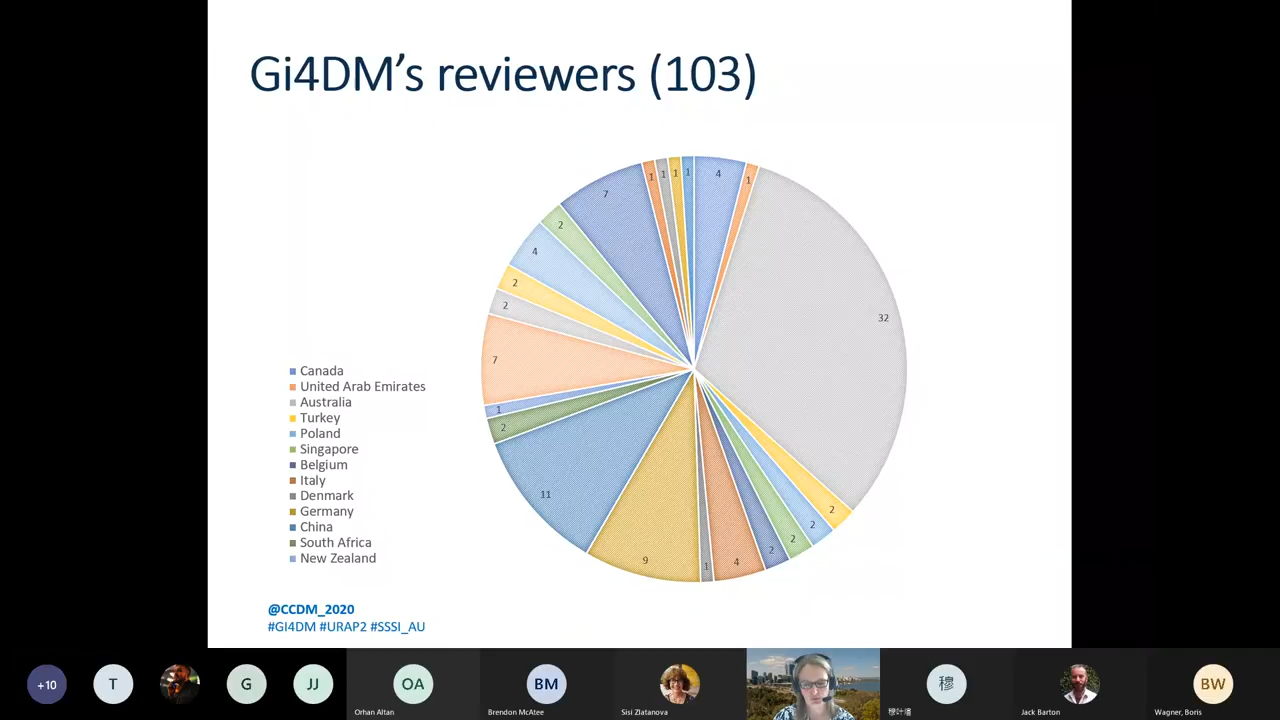 Gi4DM’s reviewers (103)
4
1
32
2
2
2
2
4
1
9
11
2
1
7
2
2
4
2
7
1
1
1
1
Canada
United Arab Emirates
Australia
Turkey
Poland
Singapore
Belgium
Italy
Denmark
Germany
China
South Africa
New Zealand
@CCDM_2020
#GI4DM #URAP2 #SSSI_AU
+10
T
G
JJ
OA
Orhan Altan
BM
Brendon McAtee
Sisi Zlatanova
穆
Jack Barton
BW
Wagner, Boris